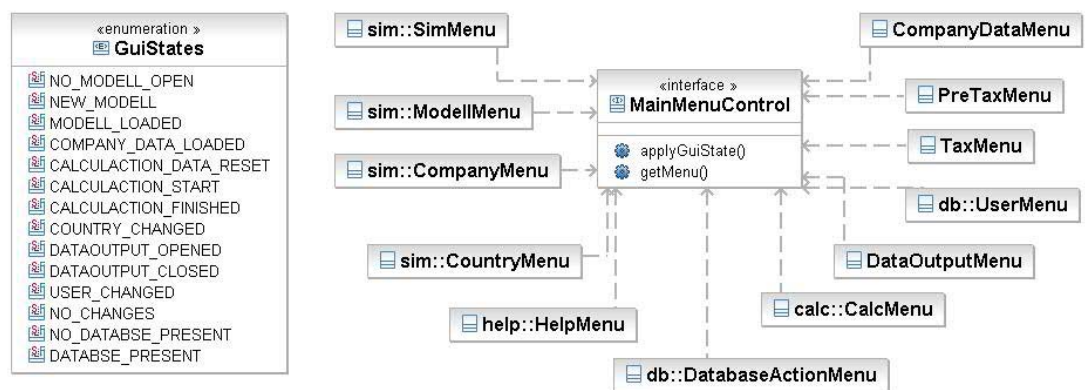 «enumeration »
GuiStates
NO_MODELL_OPEN
NEW_MODELL
MODELL_LOADED
COMPANY_DATA_LOADED
CALCULACTION_DATA_RESET
CALCULACTION_START
CALCULACTION_FINISHED
COUNTRY_CHANGED
DATAOUTPUT_OPENED
DATAOUTPUT_CLOSED
USER_CHANGED
NO_CHANGES
NO_DATABSE_PRESENT
DATABSE_PRESENT
sim::SimMenu
sim::ModellMenu
sim::CompanyMenu
sim::CountryMenu
help::HelpMenu
db::DatabaseActionMenu
«interface »
MainMenuControl
applyGuiState()
getMenu()
CompanyDataMenu
PreTaxMenu
TaxMenu
db::UserMenu
DataOutputMenu
calc::CalcMenu